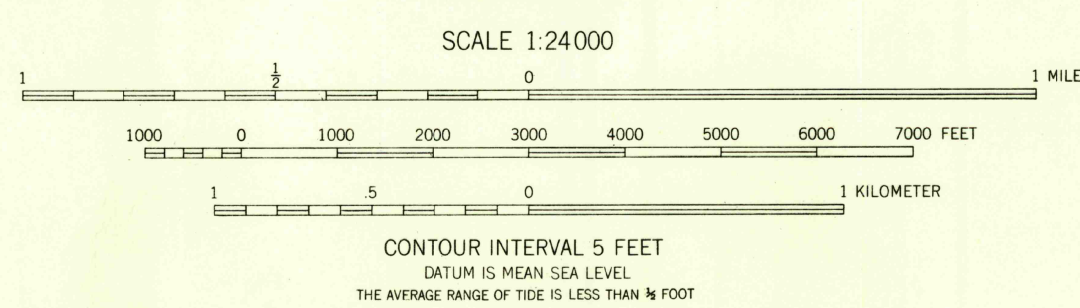 SCALE 1:24000
1 ½ 0 1 MILE
1000 0 1000 2000 3000 4000 5000 6000 7000 FEET
1 .5 0 1 KILOMETER
CONTOUR INTERVAL 5 FEET
DATUM IS MEAN SEA LEVEL
THE AVERAGE RANGE OF TIDE IS LESS THAN ½ FOOT